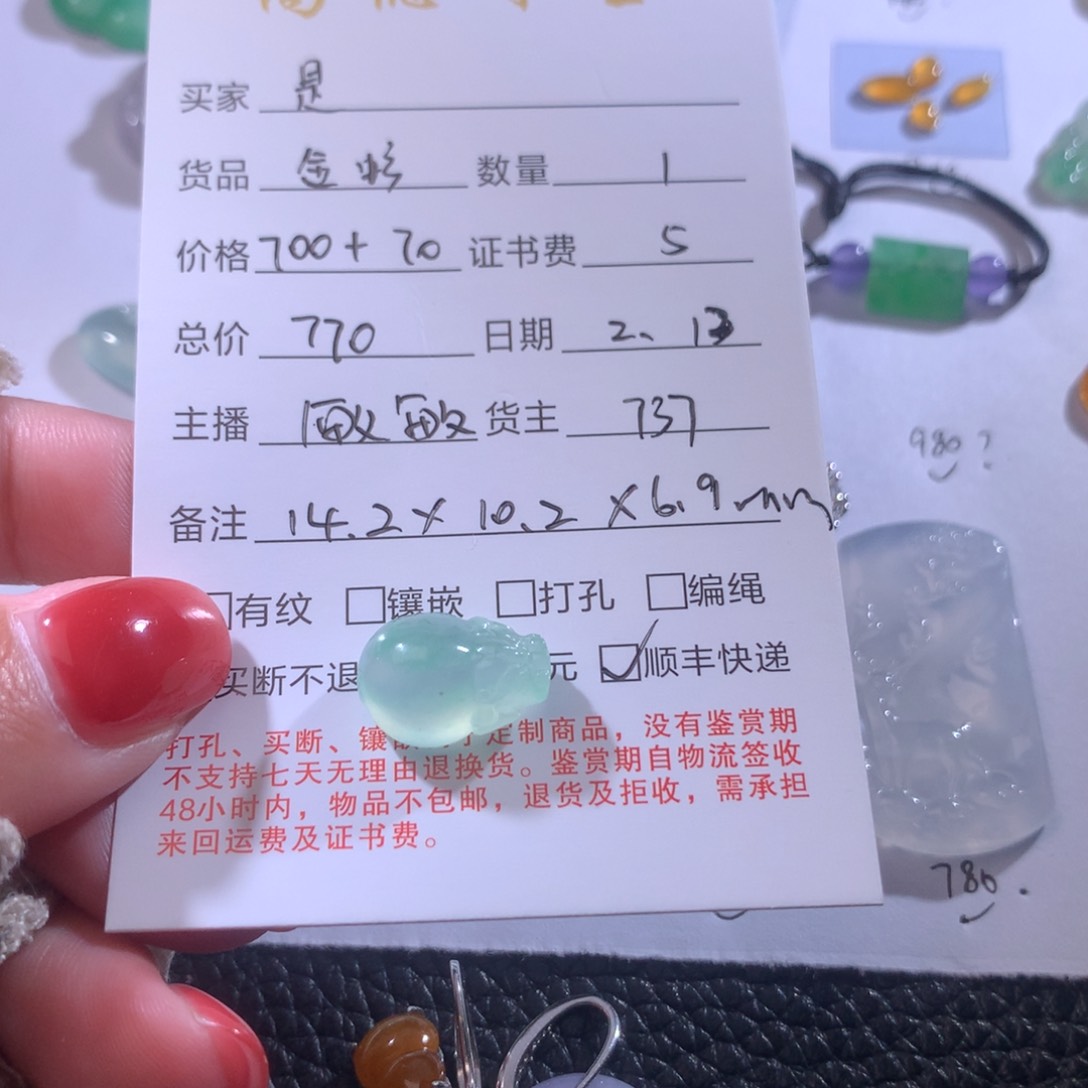 买家 是
货品 金蟾 数量 1
价格 700+70 证书费 5
总价 770 日期 2、13
主播 敏敏 货主 737
备注 14.2×10.2×6.9mm
有纹 镶嵌 打孔 编绳
买断不退 元 顺丰快递
打孔、买断、镶嵌 定制商品，没有鉴赏期
不支持七天无理由退换货。鉴赏期自物流签收
48小时内，物品不包邮，退货及拒收，需承担
来回运费及证书费。
980？
780.